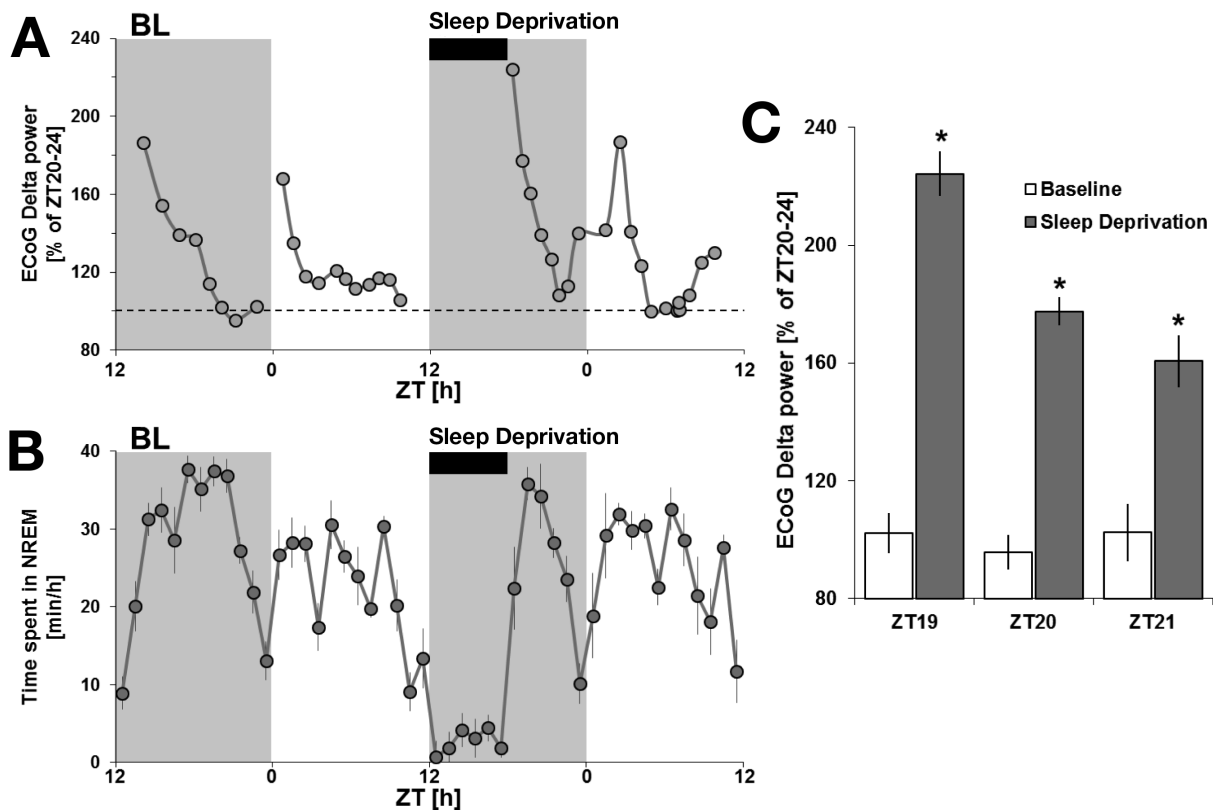 A
BL
Sleep Deprivation
ECoG Delta power
[% of ZT20-24]
240
200
160
120
80
12
0
12
0
12
ZT [h]
B
BL
Sleep Deprivation
Time spent in NREM
[min/h]
40
30
20
10
0
12
0
12
0
12
ZT [h]
C
ECoG Delta power [% of ZT20-24]
240
200
160
120
80
*
*
*
Baseline
Sleep Deprivation
ZT19
ZT20
ZT21